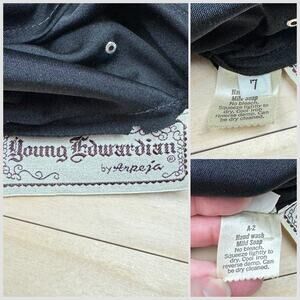 Young Edwardian
by Arpeja ®
7
Mild Soap
No bleach.
Squeeze lightly to
dry. Cool iron
reverse damp. Can
be dry cleaned.
A-2
Hand wash
Mild Soap
No bleach.
Squeeze lightly to
dry. Cool iron
reverse damp. Can
be dry cleaned.